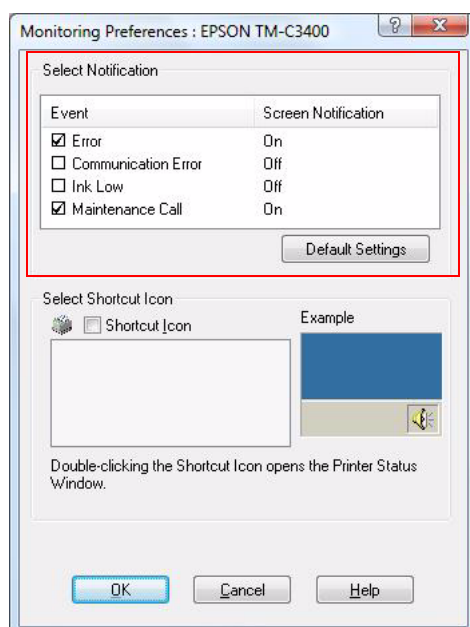 Monitoring Preferences : EPSON TM-C3400
Select Notification
Event Screen Notification
Error On
Communication Error Off
Ink Low Off
Maintenance Call On
Default Settings
Select Shortcut Icon
Shortcut Icon
Example
Double-clicking the Shortcut Icon opens the Printer Status
Window.
OK Cancel Help